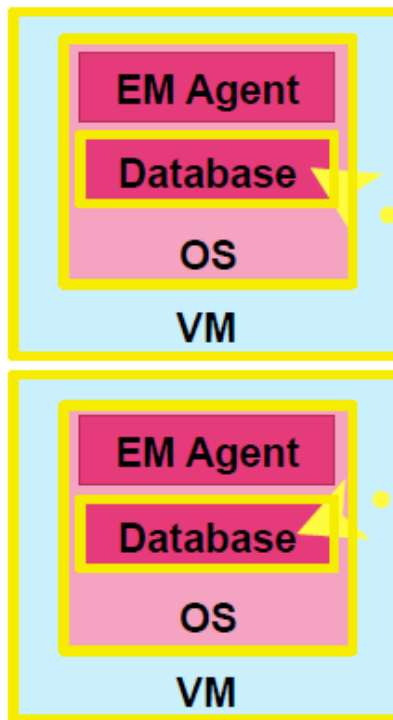 EM Agent
Database
OS
VM
EM Agent
Database
OS
VM